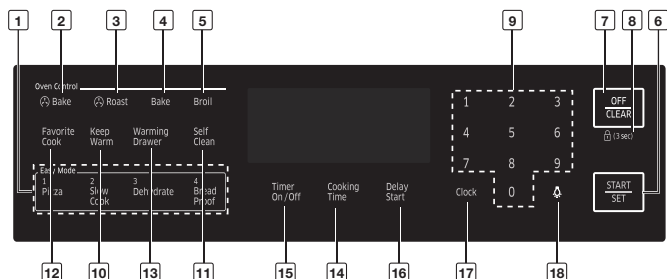 1 2 3 4 5 9 7 8 6
Oven Control
Bake Roast Bake Broil
1 2 3
OFF
CLEAR
(3 sec)
Favorite Cook
Keep Warm
Warming Drawer
Self Clean
4 5 6
7 8 9
Easy Mode
1 Pizza
2 Slow Cook
3 Dehydrate
4 Bread Proof
Timer On/Off
Cooking Time
Delay Start
Clock
0
START
SET
12 10 13 11 15 14 16 17 18